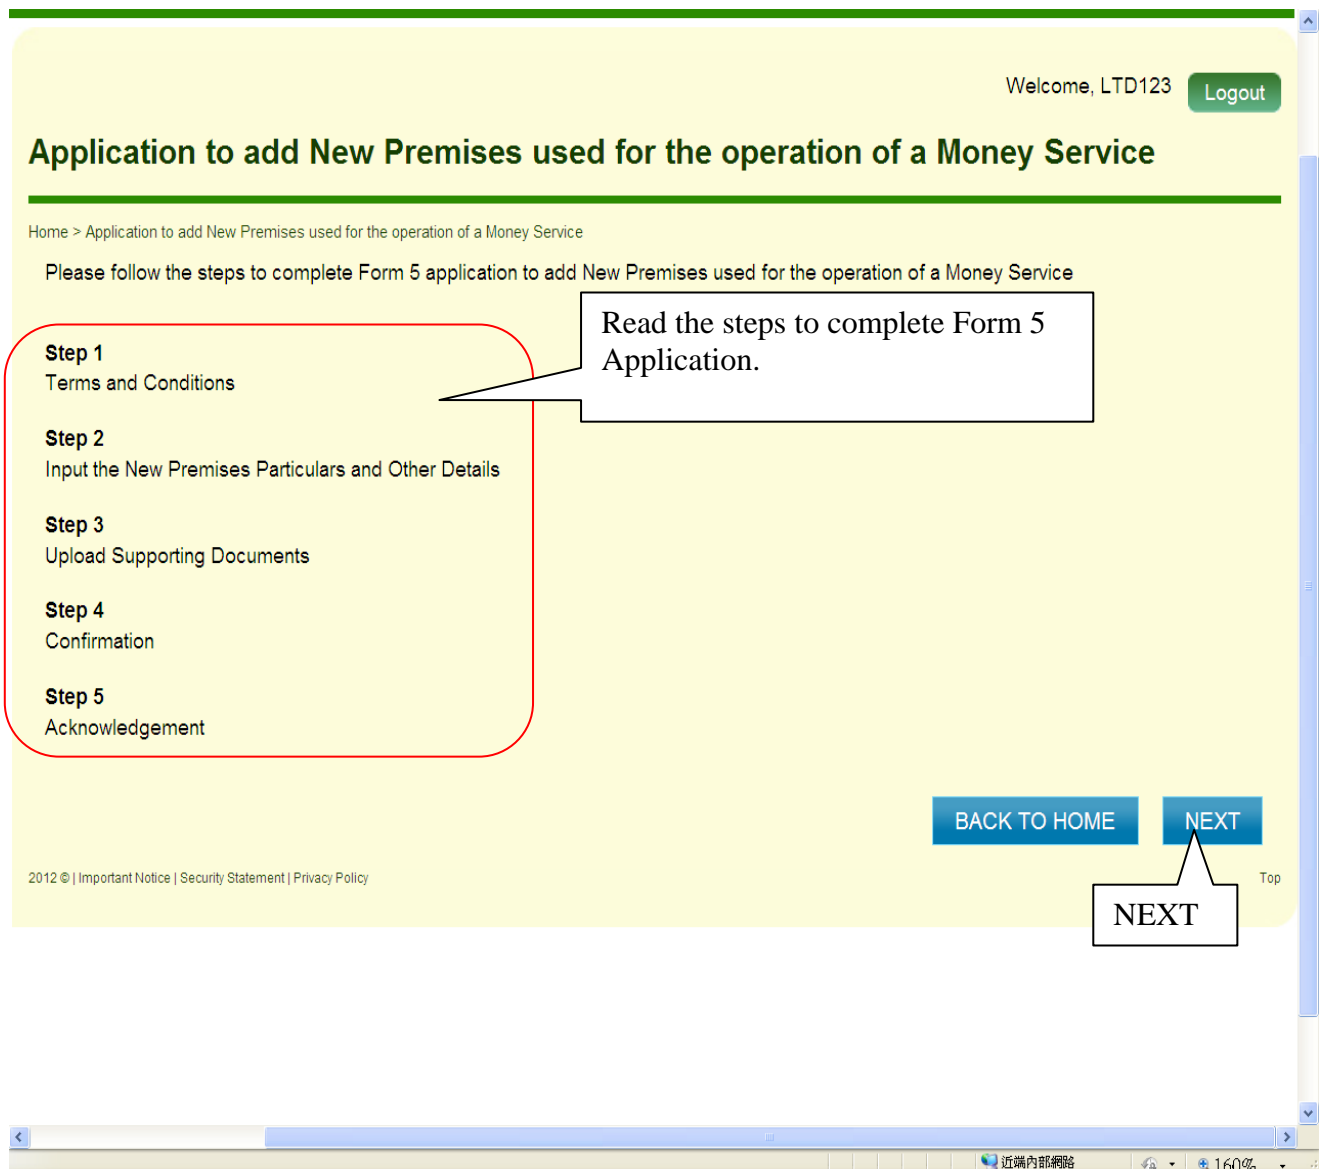 Welcome, LTD123
Logout
Application to add New Premises used for the operation of a Money Service
Home > Application to add New Premises used for the operation of a Money Service
Please follow the steps to complete Form 5 application to add New Premises used for the operation of a Money Service
Read the steps to complete Form 5
Application.
Step 1
Terms and Conditions
Step 2
Input the New Premises Particulars and Other Details
Step 3
Upload Supporting Documents
Step 4
Confirmation
Step 5
Acknowledgement
BACK TO HOME
NEXT
2012 © | Important Notice | Security Statement | Privacy Policy
Top
NEXT
近端內部網路
160%